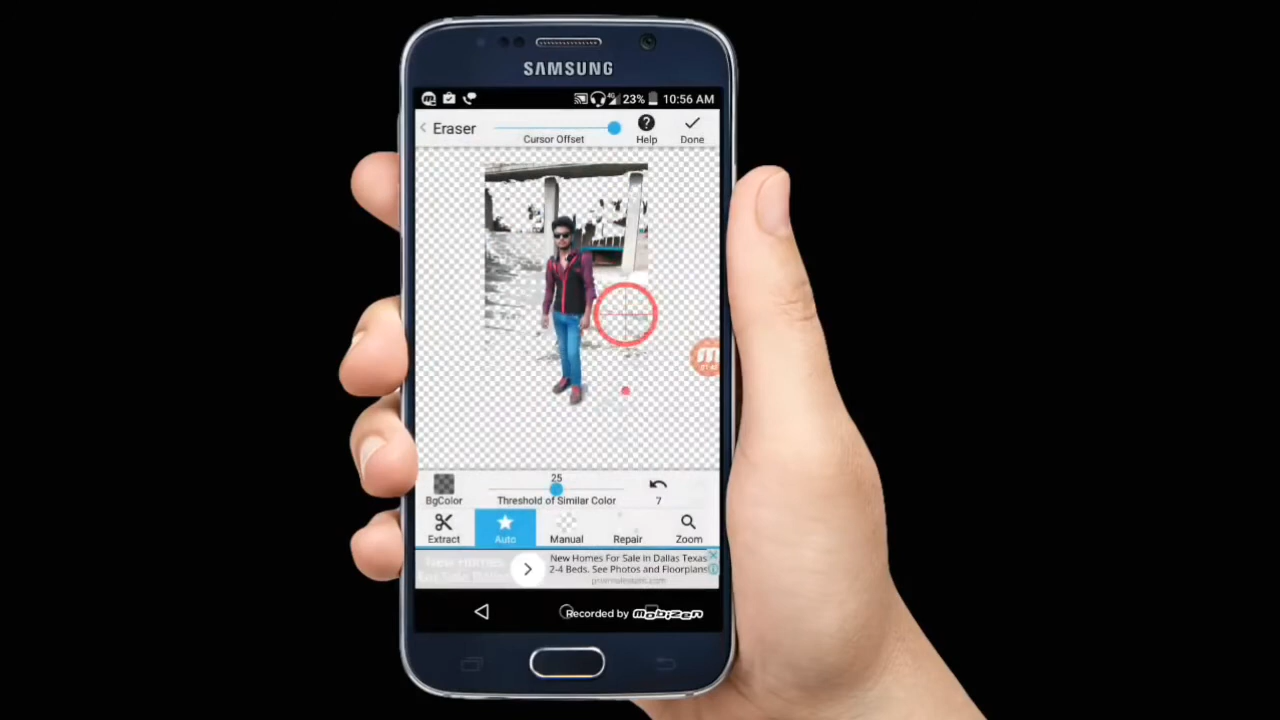 SAMSUNG
4G 23% 10:56 AM
Eraser
Cursor Offset
Help
Done
25
BgColor
Threshold of Similar Color
7
Extract
Auto
Manual
Repair
Zoom
New Homes For Sale in Dallas Texas
2-4 Beds. See Photos and Floorplans
Recorded by mobizen